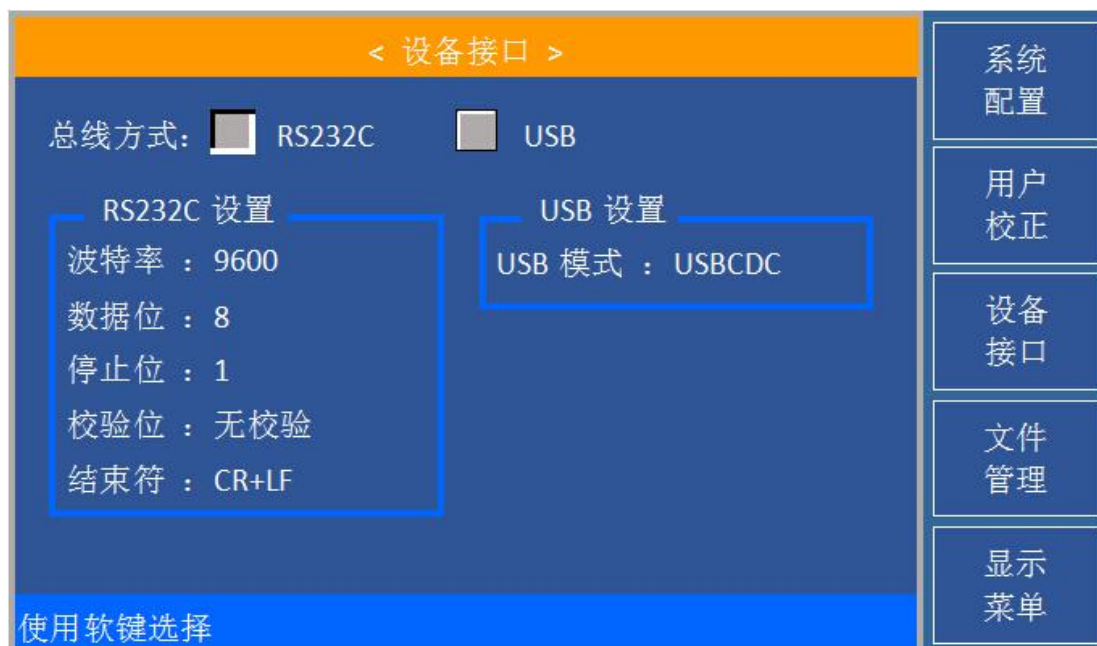 < 设备接口 >
总线方式： RS232C USB
RS232C 设置
波特率 ：9600
数据位 ：8
停止位 ：1
校验位 ：无校验
结束符 ：CR+LF
USB 设置
USB 模式 ：USBCDC
使用软键选择
系统
配置
用户
校正
设备
接口
文件
管理
显示
菜单